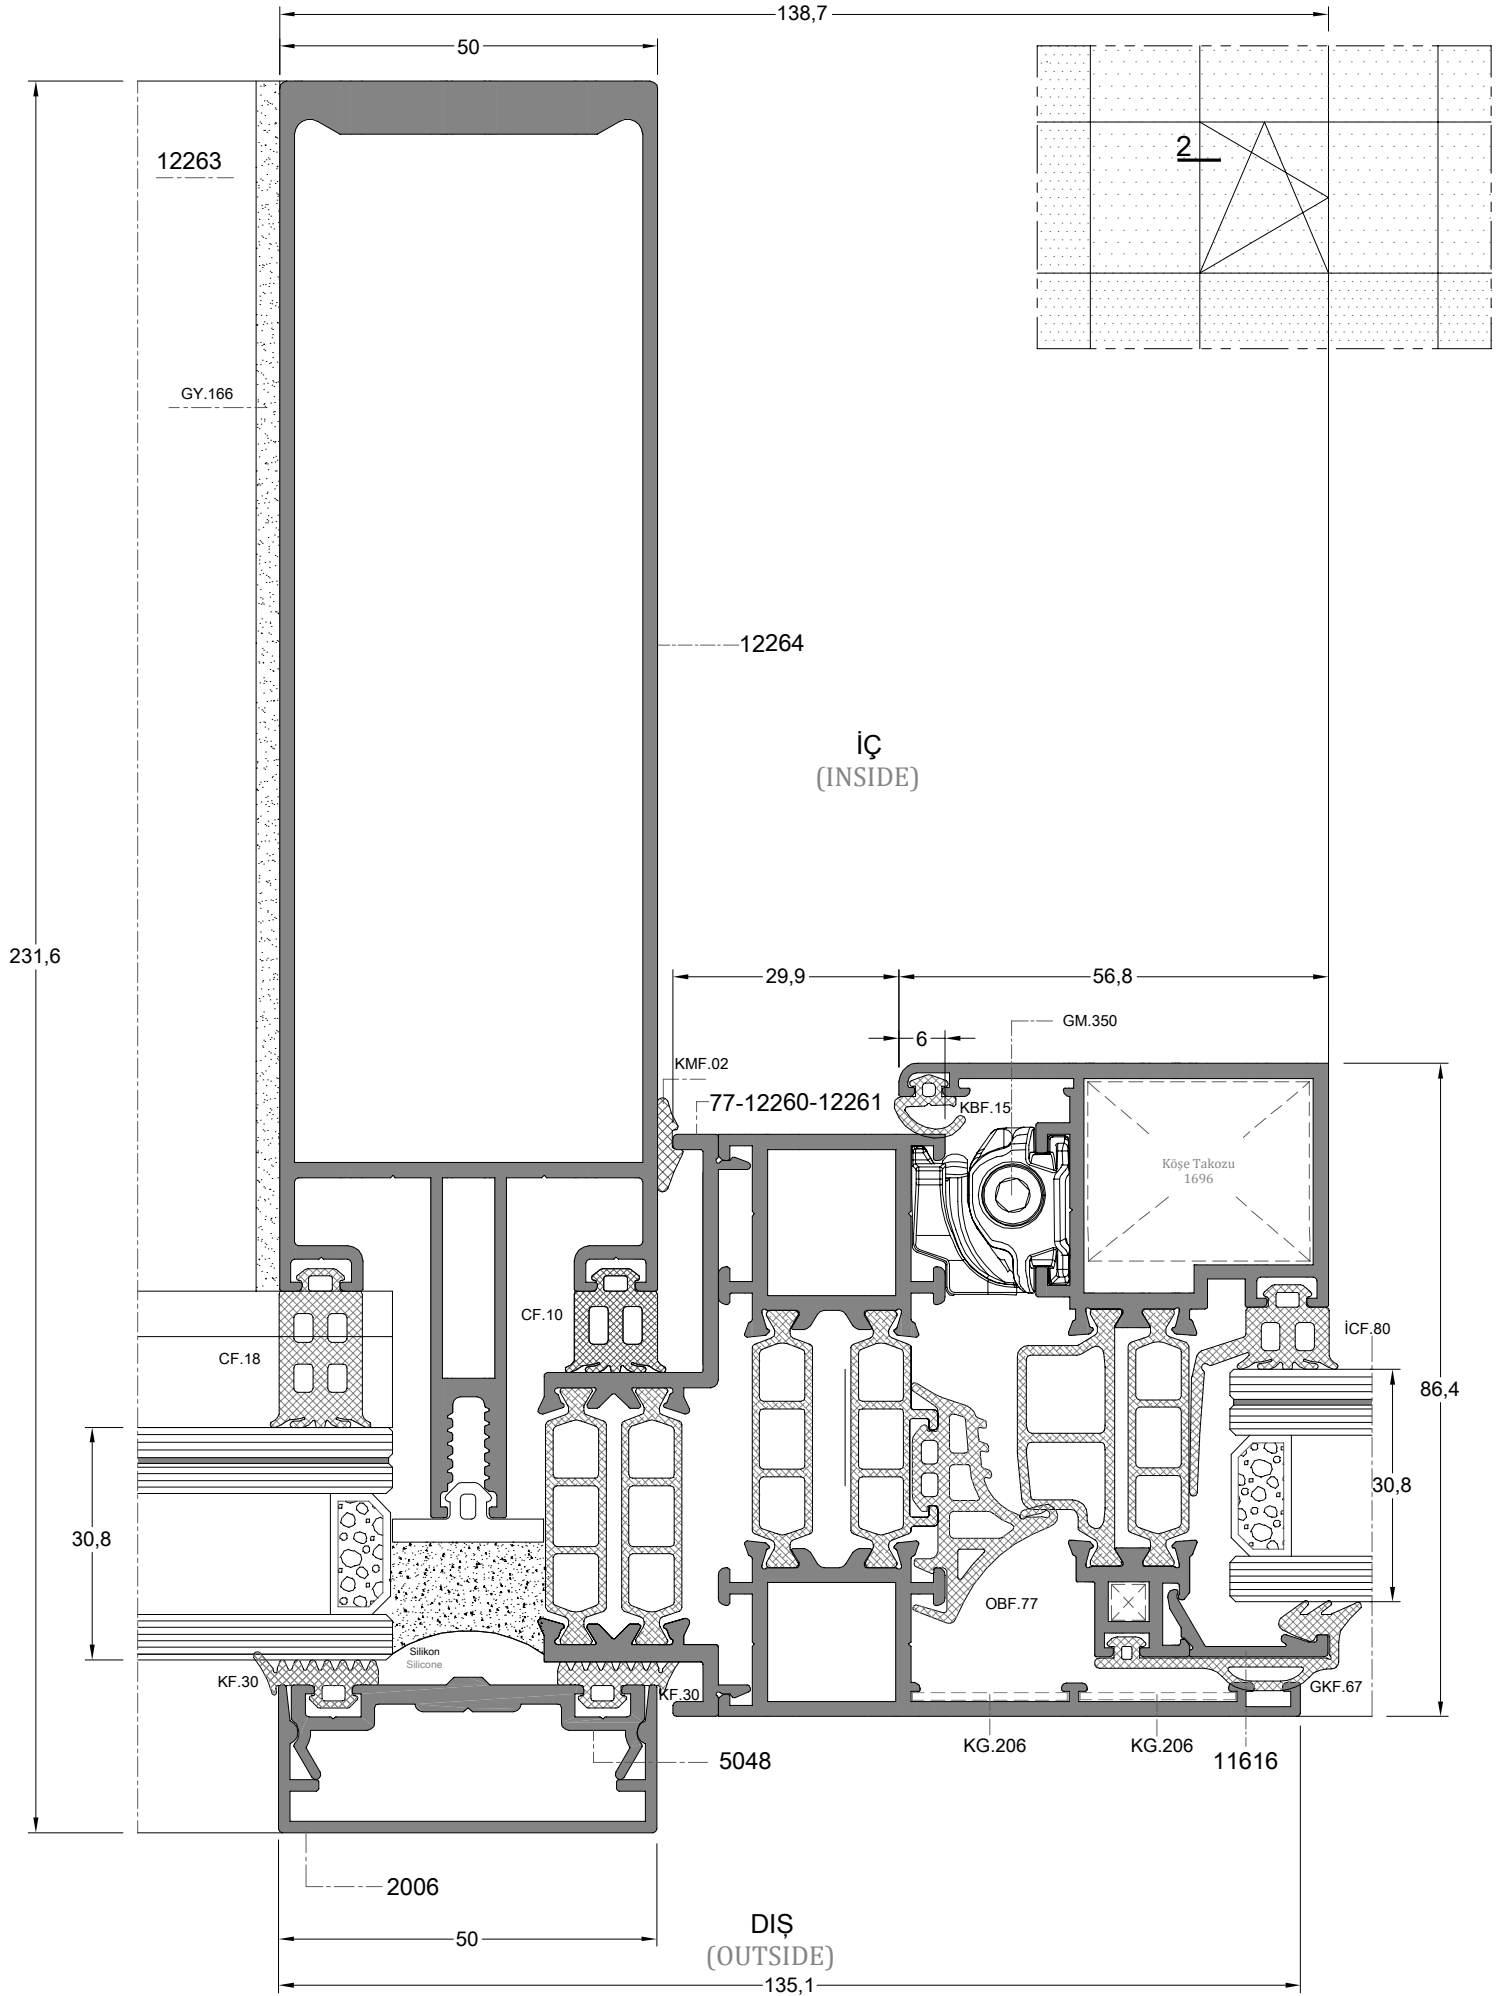 138,7
50
2
12263
GY.166
12264
İÇ
(INSIDE)
231,6
29,9
56,8
6
GM.350
KMF.02
77-12260-12261
KBF.15
Köşe Takozu
1696
CF.10
İCF.80
CF.18
86,4
30,8
30,8
OBF.77
Silikon
Silicone
KF.30
KF.30
GKF.67
KG.206
KG.206
5048
11616
2006
DIŞ
(OUTSIDE)
50
135,1